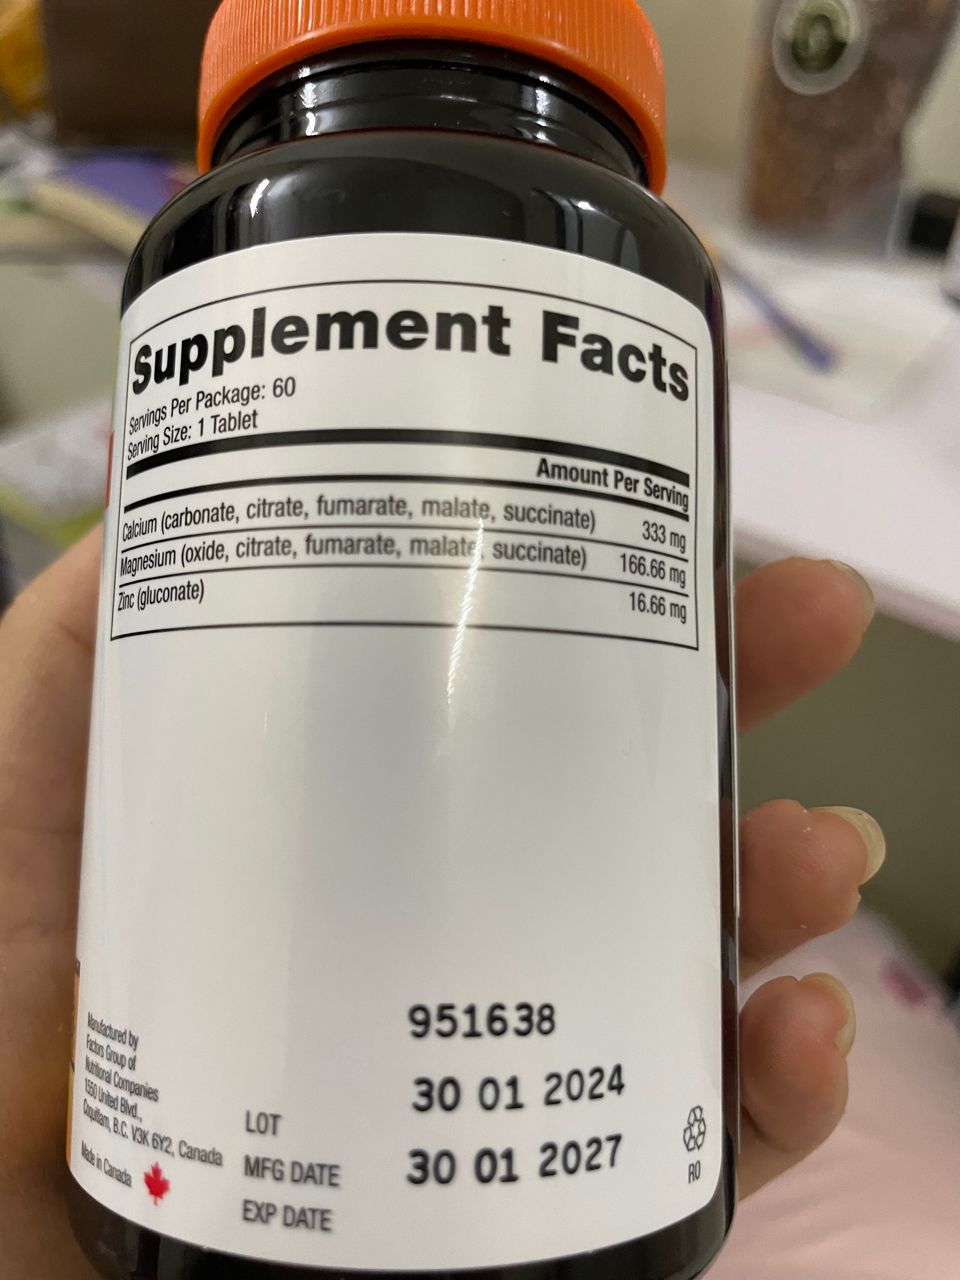 Supplement Facts
Servings Per Package: 60
Serving Size: 1 Tablet
Amount Per Serving
Calcium (carbonate, citrate, fumarate, malate, succinate) 333 mg
Magnesium (oxide, citrate, fumarate, malate, succinate) 166.66 mg
Zinc (gluconate) 16.66 mg
Manufactured by
Factors Group of
Nutritional Companies
1550 United Blvd.,
Coquitlam, B.C. V3K 6Y2, Canada
Made in Canada
LOT 951638
MFG DATE 30 01 2024
EXP DATE 30 01 2027
RO